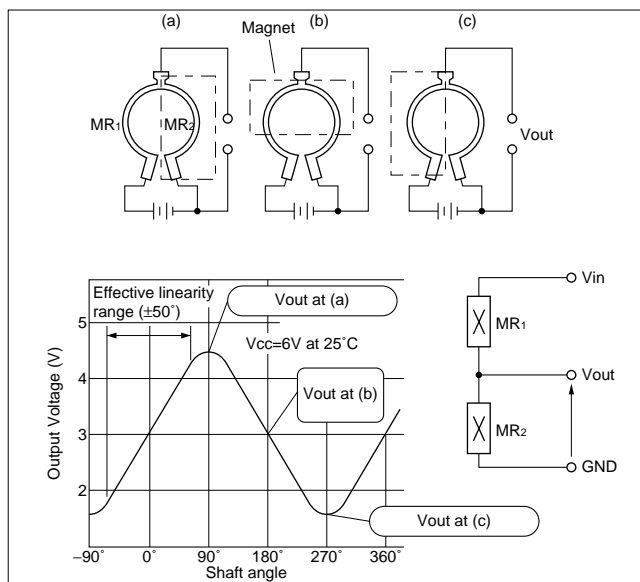 (a)
(b)
(c)
Magnet
MR1
MR2
Vout
Effective linearity
range (±50˚)
Vout at (a)
Vcc=6V at 25˚C
Vout at (b)
Vout at (c)
Output Voltage (V)
5
4
3
2
−90˚ 0˚ 90˚ 180˚ 270˚ 360˚
Shaft angle
Vin
MR1
Vout
MR2
GND